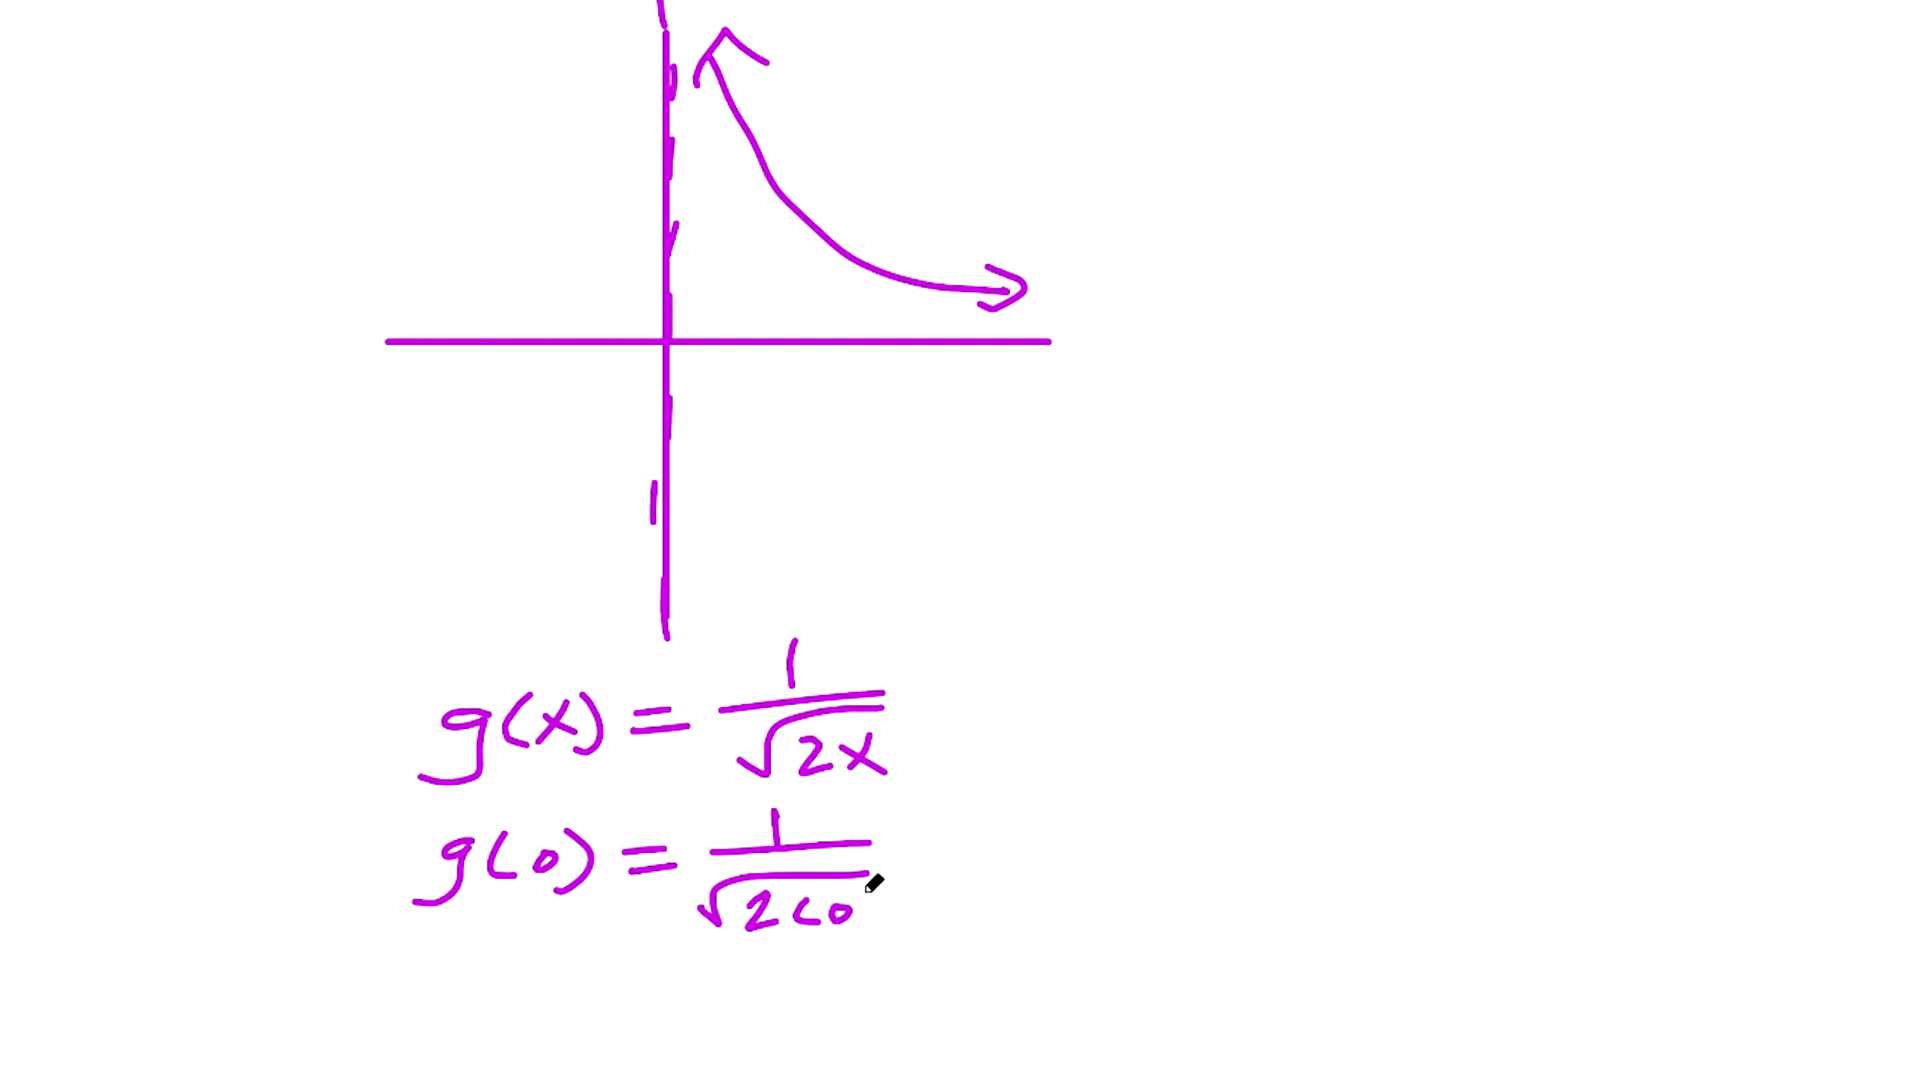 g(x) = 1/√2x
g(0) = 1/√2(0